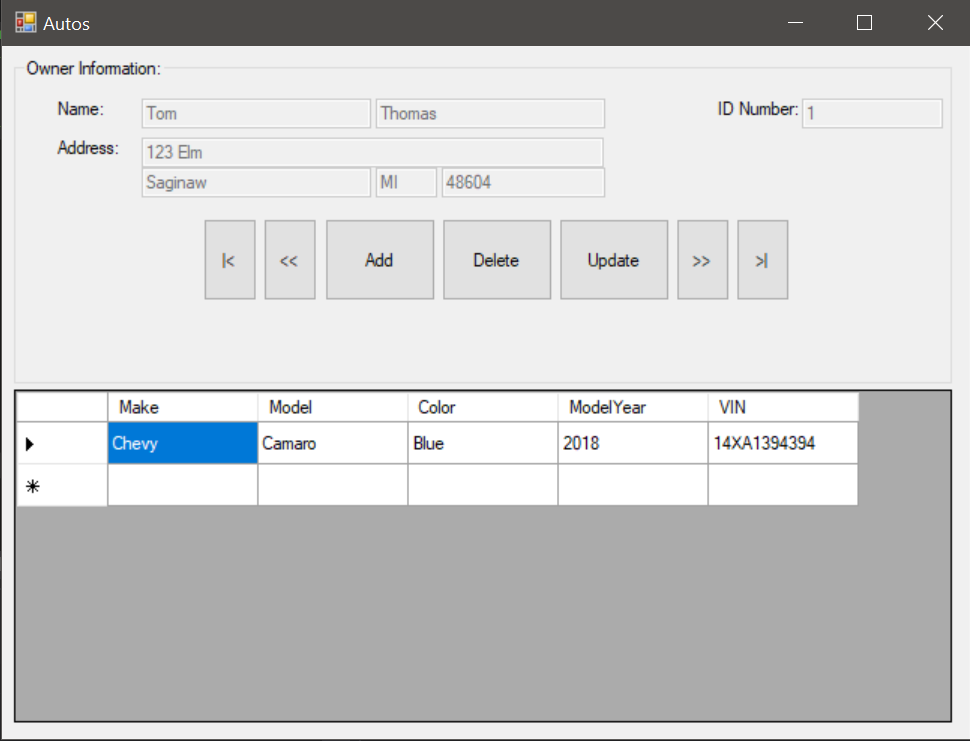 Autos
Owner Information:
Name: Tom Thomas ID Number: 1
Address: 123 Elm
Saginaw MI 48604
|< << Add Delete Update >> >|
Make Model Color ModelYear VIN
Chevy Camaro Blue 2018 14XA1394394